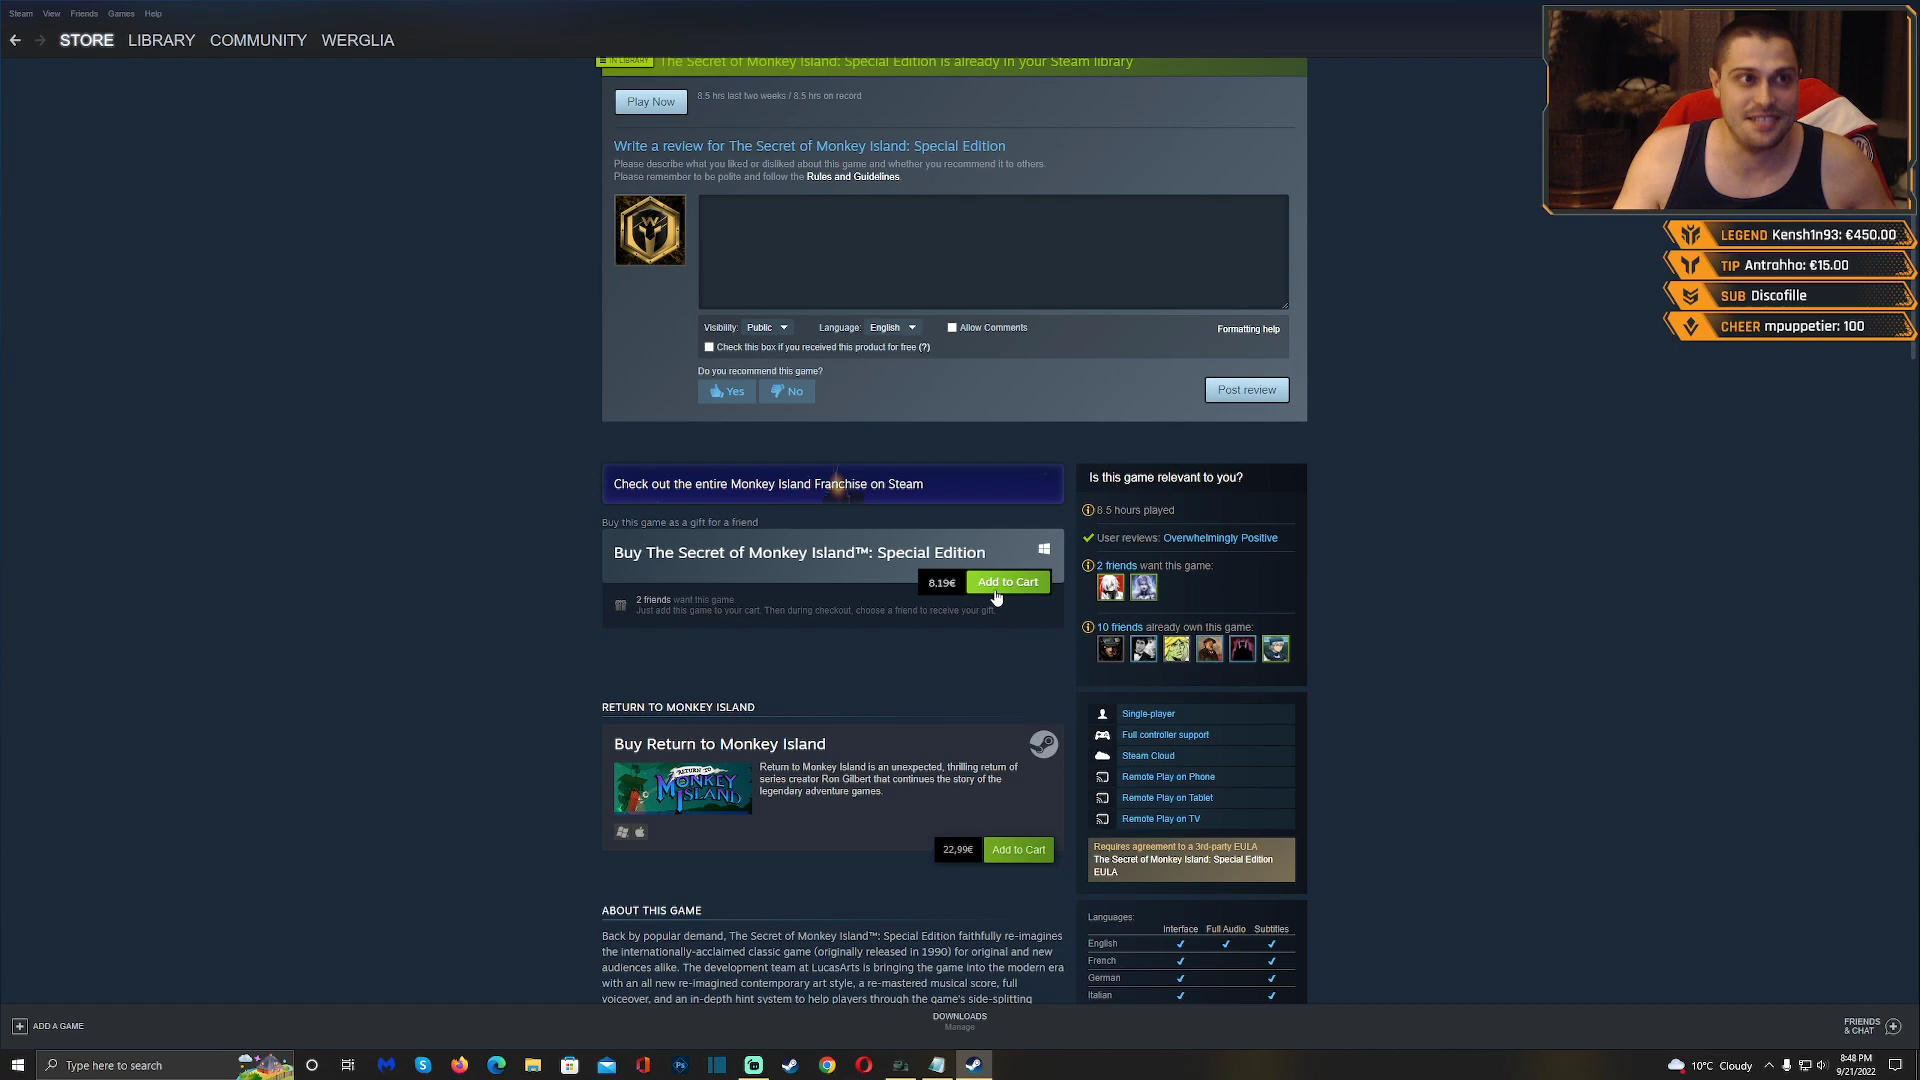 Steam View Friends Games Help
STORE LIBRARY COMMUNITY WERGLIA
IN LIBRARY The Secret of Monkey Island: Special Edition is already in your Steam library
Play Now 8.5 hrs last two weeks / 8.5 hrs on record
Write a review for The Secret of Monkey Island: Special Edition
Please describe what you liked or disliked about this game and whether you recommend it to others.
Please remember to be polite and follow the Rules and Guidelines.
Visibility: Public Language: English Allow Comments Formatting help
Check this box if you received this product for free (?)
Do you recommend this game?
Yes No Post review
LEGEND Kensh1n93: €450.00
TIP Antrahha: €15.00
SUB Discofille
CHEER mpuppetier: 100
Check out the entire Monkey Island Franchise on Steam
Buy this game as a gift for a friend
Buy The Secret of Monkey Island™: Special Edition
8,19€ Add to Cart
2 friends want this game.
Just add this game to your cart. Then during checkout, choose a friend to receive your gift.
RETURN TO MONKEY ISLAND
Buy Return to Monkey Island
RETURN TO
MONKEY
ISLAND
Return to Monkey Island is an unexpected, thrilling return of
series creator Ron Gilbert that continues the story of the
legendary adventure games.
22,99€ Add to Cart
ABOUT THIS GAME
Back by popular demand, The Secret of Monkey Island™: Special Edition faithfully re-imagines
the internationally-acclaimed classic game (originally released in 1990) for original and new
audiences alike. The development team at LucasArts is bringing the game into the modern era
with an all new re-imagined contemporary art style, a re-mastered musical score, full
voiceover, and an in-depth hint system to help players through the game's side-splitting
Is this game relevant to you?
8.5 hours played
User reviews: Overwhelmingly Positive
2 friends want this game:
10 friends already own this game:
Single-player
Full controller support
Steam Cloud
Remote Play on Phone
Remote Play on Tablet
Remote Play on TV
Requires agreement to a 3rd-party EULA
The Secret of Monkey Island: Special Edition
EULA
Languages:
Interface Full Audio Subtitles
English ✔ ✔ ✔
French ✔ ✔
German ✔ ✔
Italian ✔ ✔
ADD A GAME
DOWNLOADS
Manage
FRIENDS
& CHAT
Type here to search
10°C Cloudy
8:48 PM
9/21/2022